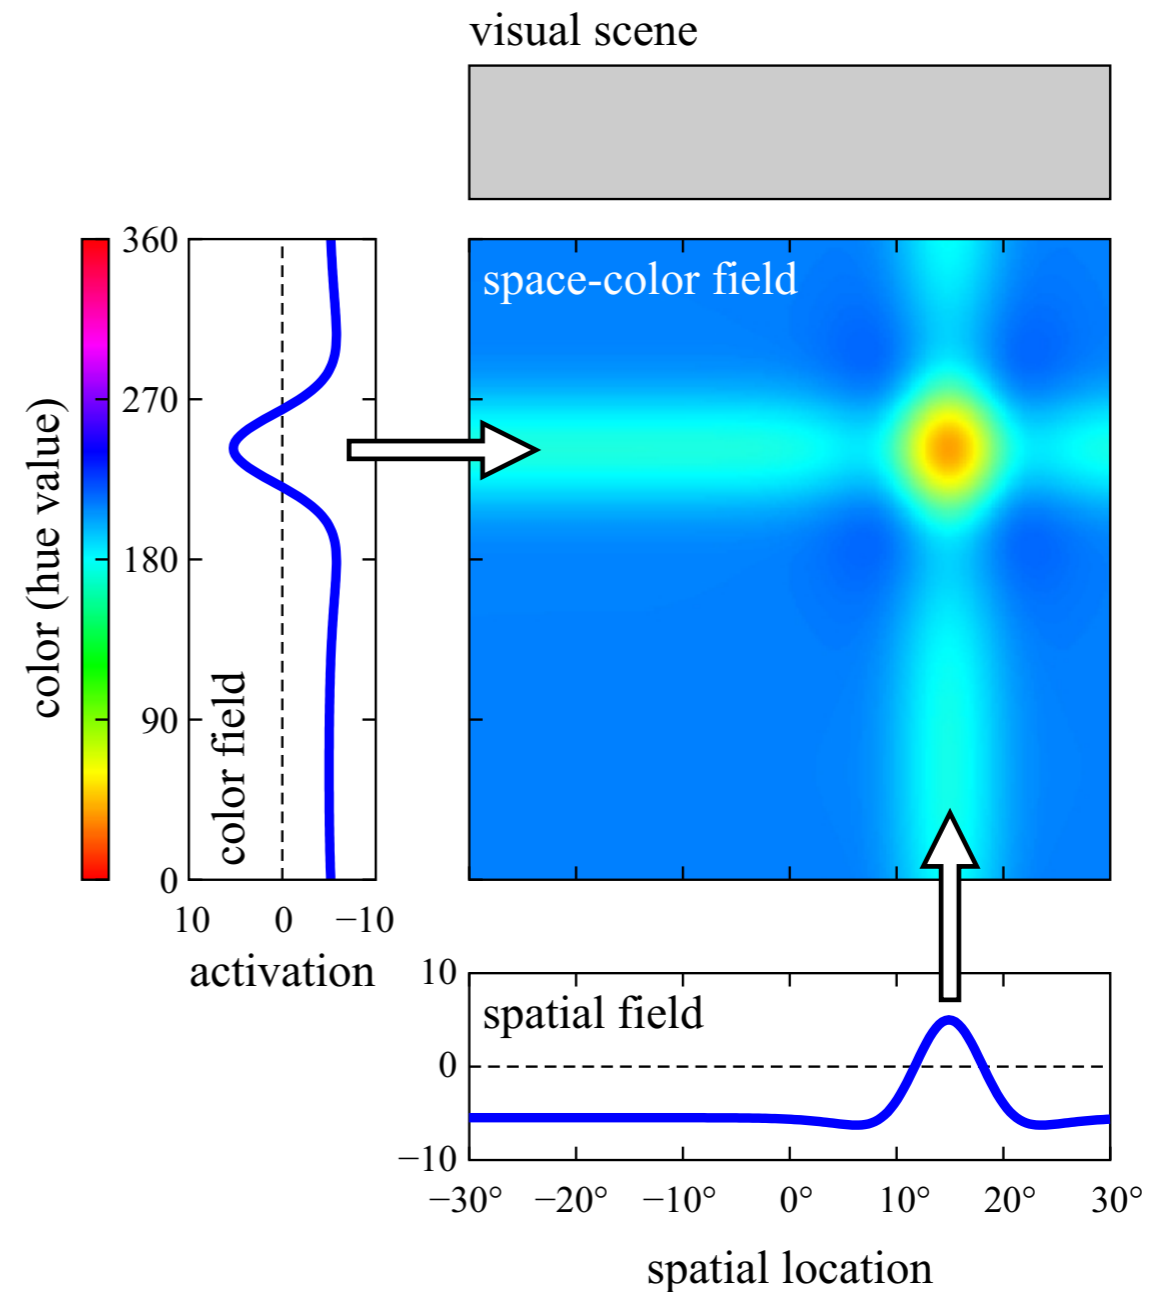 visual scene
space-color field
color (hue value)
360
270
180
90
0
color field
10 0 −10
activation
spatial field
10
0
−10
−30° −20° −10° 0° 10° 20° 30°
spatial location